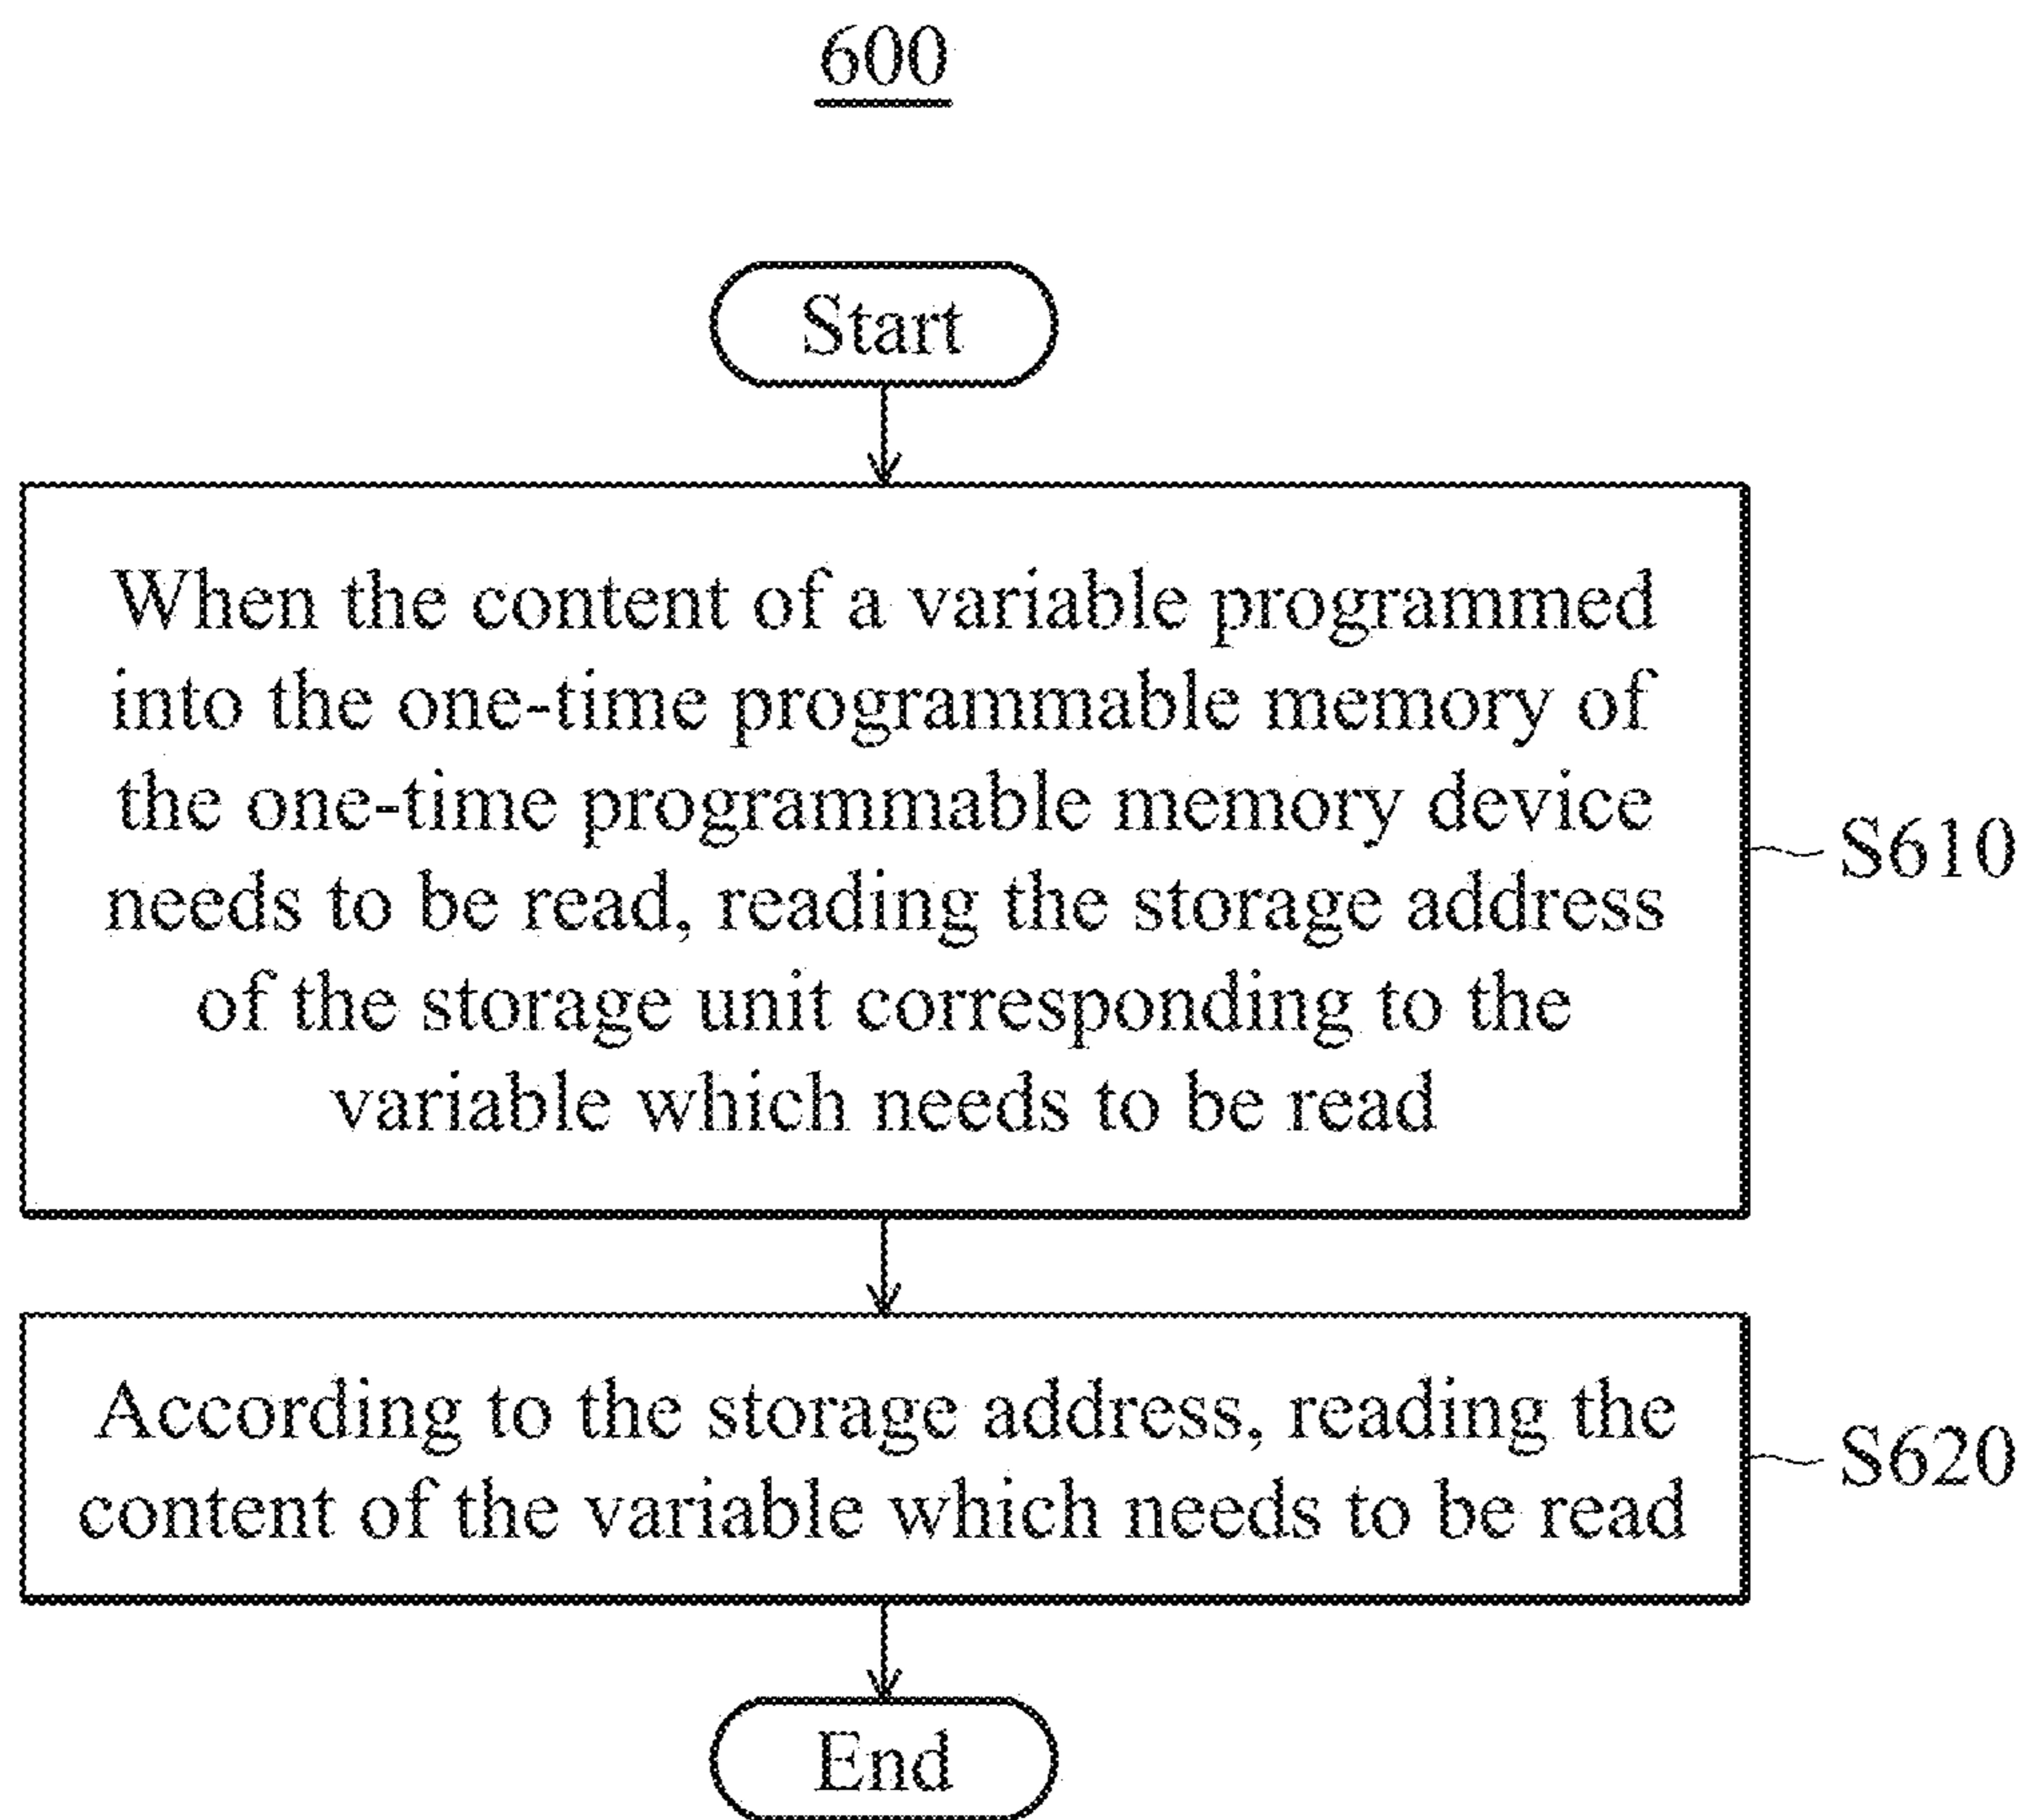 600
Start
When the content of a variable programmed
into the one-time programmable memory of
the one-time programmable memory device
needs to be read, reading the storage address
of the storage unit corresponding to the
variable which needs to be read
S610
According to the storage address, reading the
content of the variable which needs to be read
S620
End